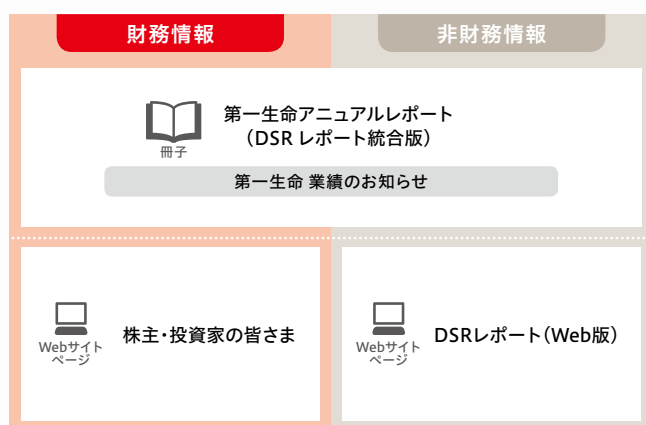 財務情報
非財務情報
第一生命アニュアルレポート
（DSR レポート統合版）
冊子
第一生命 業績のお知らせ
Webサイト
ページ
株主・投資家の皆さま
Webサイト
ページ
DSRレポート（Web版）